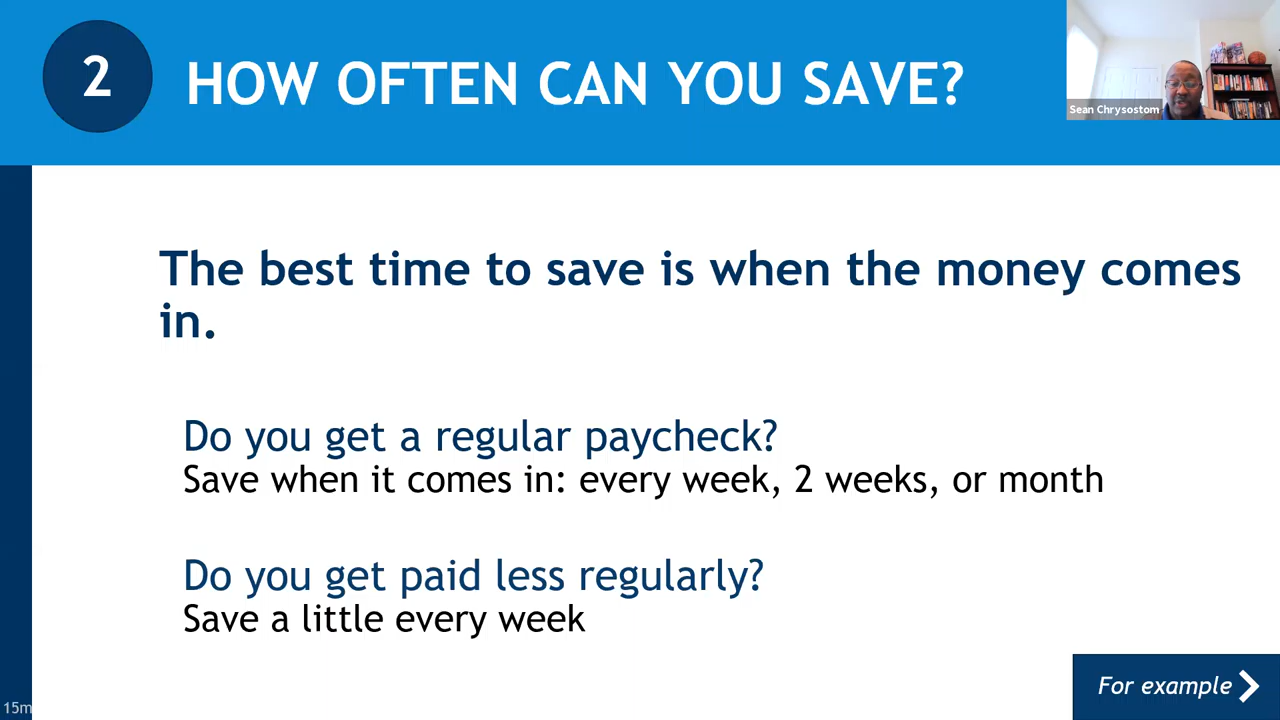 2
HOW OFTEN CAN YOU SAVE?
Sean Chrysostom
The best time to save is when the money comes
in.
Do you get a regular paycheck?
Save when it comes in: every week, 2 weeks, or month
Do you get paid less regularly?
Save a little every week
For example
15m